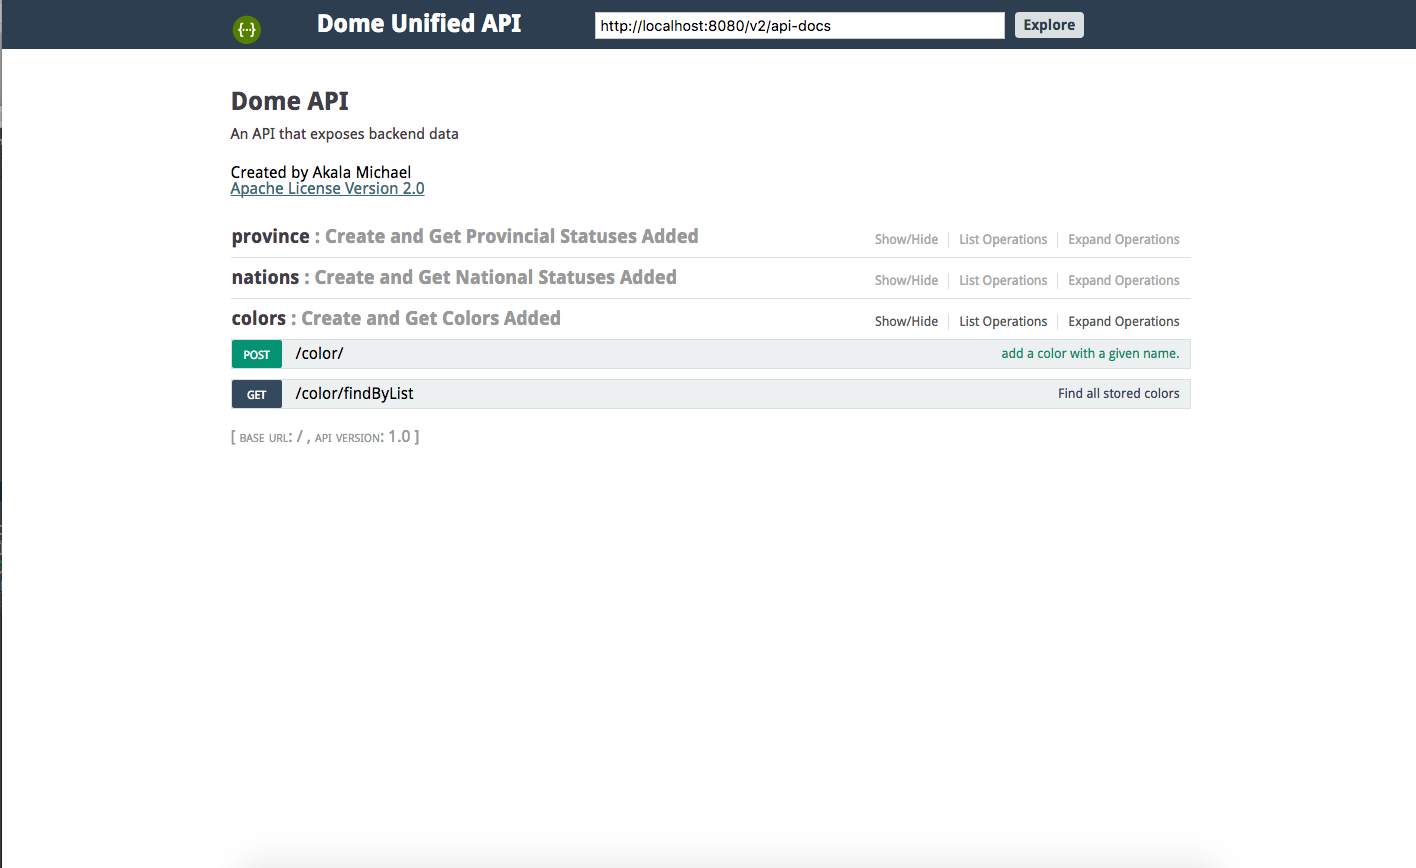 {··} Dome Unified API http://localhost:8080/v2/api-docs Explore
Dome API
An API that exposes backend data
Created by Akala Michael
Apache License Version 2.0
province : Create and Get Provincial Statuses Added Show/Hide List Operations Expand Operations
nations : Create and Get National Statuses Added Show/Hide List Operations Expand Operations
colors : Create and Get Colors Added Show/Hide List Operations Expand Operations
POST /color/ add a color with a given name.
GET /color/findByList Find all stored colors
[ BASE URL: / , API VERSION: 1.0 ]